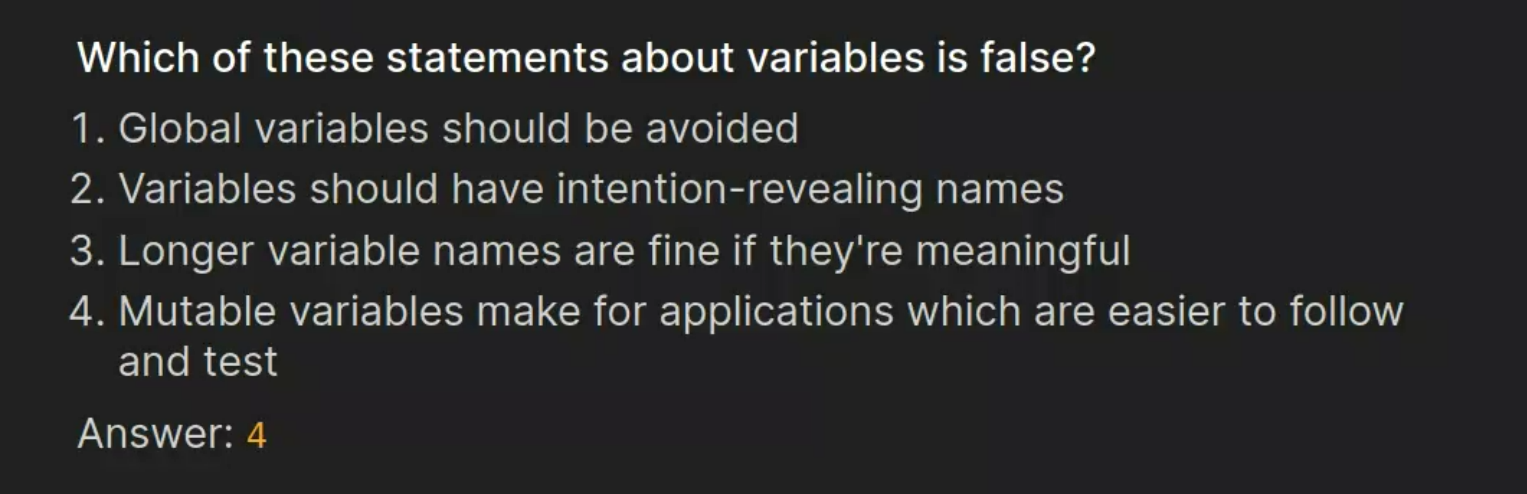 Which of these statements about variables is false?
1. Global variables should be avoided
2. Variables should have intention-revealing names
3. Longer variable names are fine if they're meaningful
4. Mutable variables make for applications which are easier to follow
and test
Answer: 4